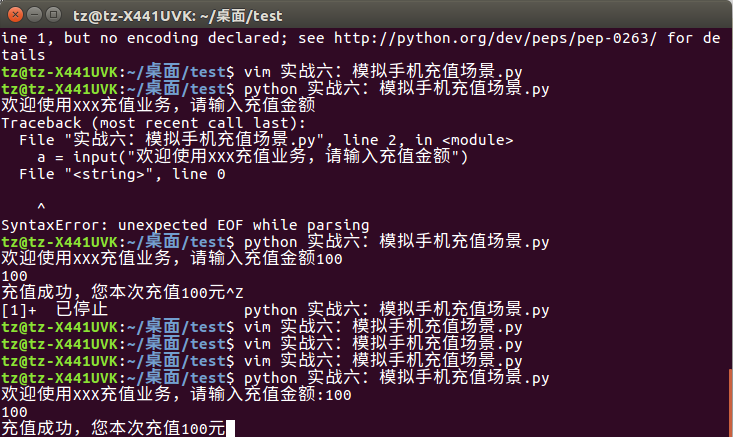 tz@tz-X441UVK: ~/桌面/test
ine 1, but no encoding declared; see http://python.org/dev/peps/pep-0263/ for de
tails
tz@tz-X441UVK:~/桌面/test$ vim 实战六：模拟手机充值场景.py
tz@tz-X441UVK:~/桌面/test$ python 实战六：模拟手机充值场景.py
欢迎使用XXX充值业务，请输入充值金额
Traceback (most recent call last):
  File "实战六：模拟手机充值场景.py", line 2, in <module>
    a = input("欢迎使用XXX充值业务，请输入充值金额")
  File "<string>", line 0
    ^
SyntaxError: unexpected EOF while parsing
tz@tz-X441UVK:~/桌面/test$ python 实战六：模拟手机充值场景.py
欢迎使用XXX充值业务，请输入充值金额100
100
充值成功，您本次充值100元^Z
[1]+  已停止               python 实战六：模拟手机充值场景.py
tz@tz-X441UVK:~/桌面/test$ vim 实战六：模拟手机充值场景.py
tz@tz-X441UVK:~/桌面/test$ vim 实战六：模拟手机充值场景.py
tz@tz-X441UVK:~/桌面/test$ vim 实战六：模拟手机充值场景.py
tz@tz-X441UVK:~/桌面/test$ python 实战六：模拟手机充值场景.py
欢迎使用XXX充值业务，请输入充值金额:100
100
充值成功，您本次充值100元